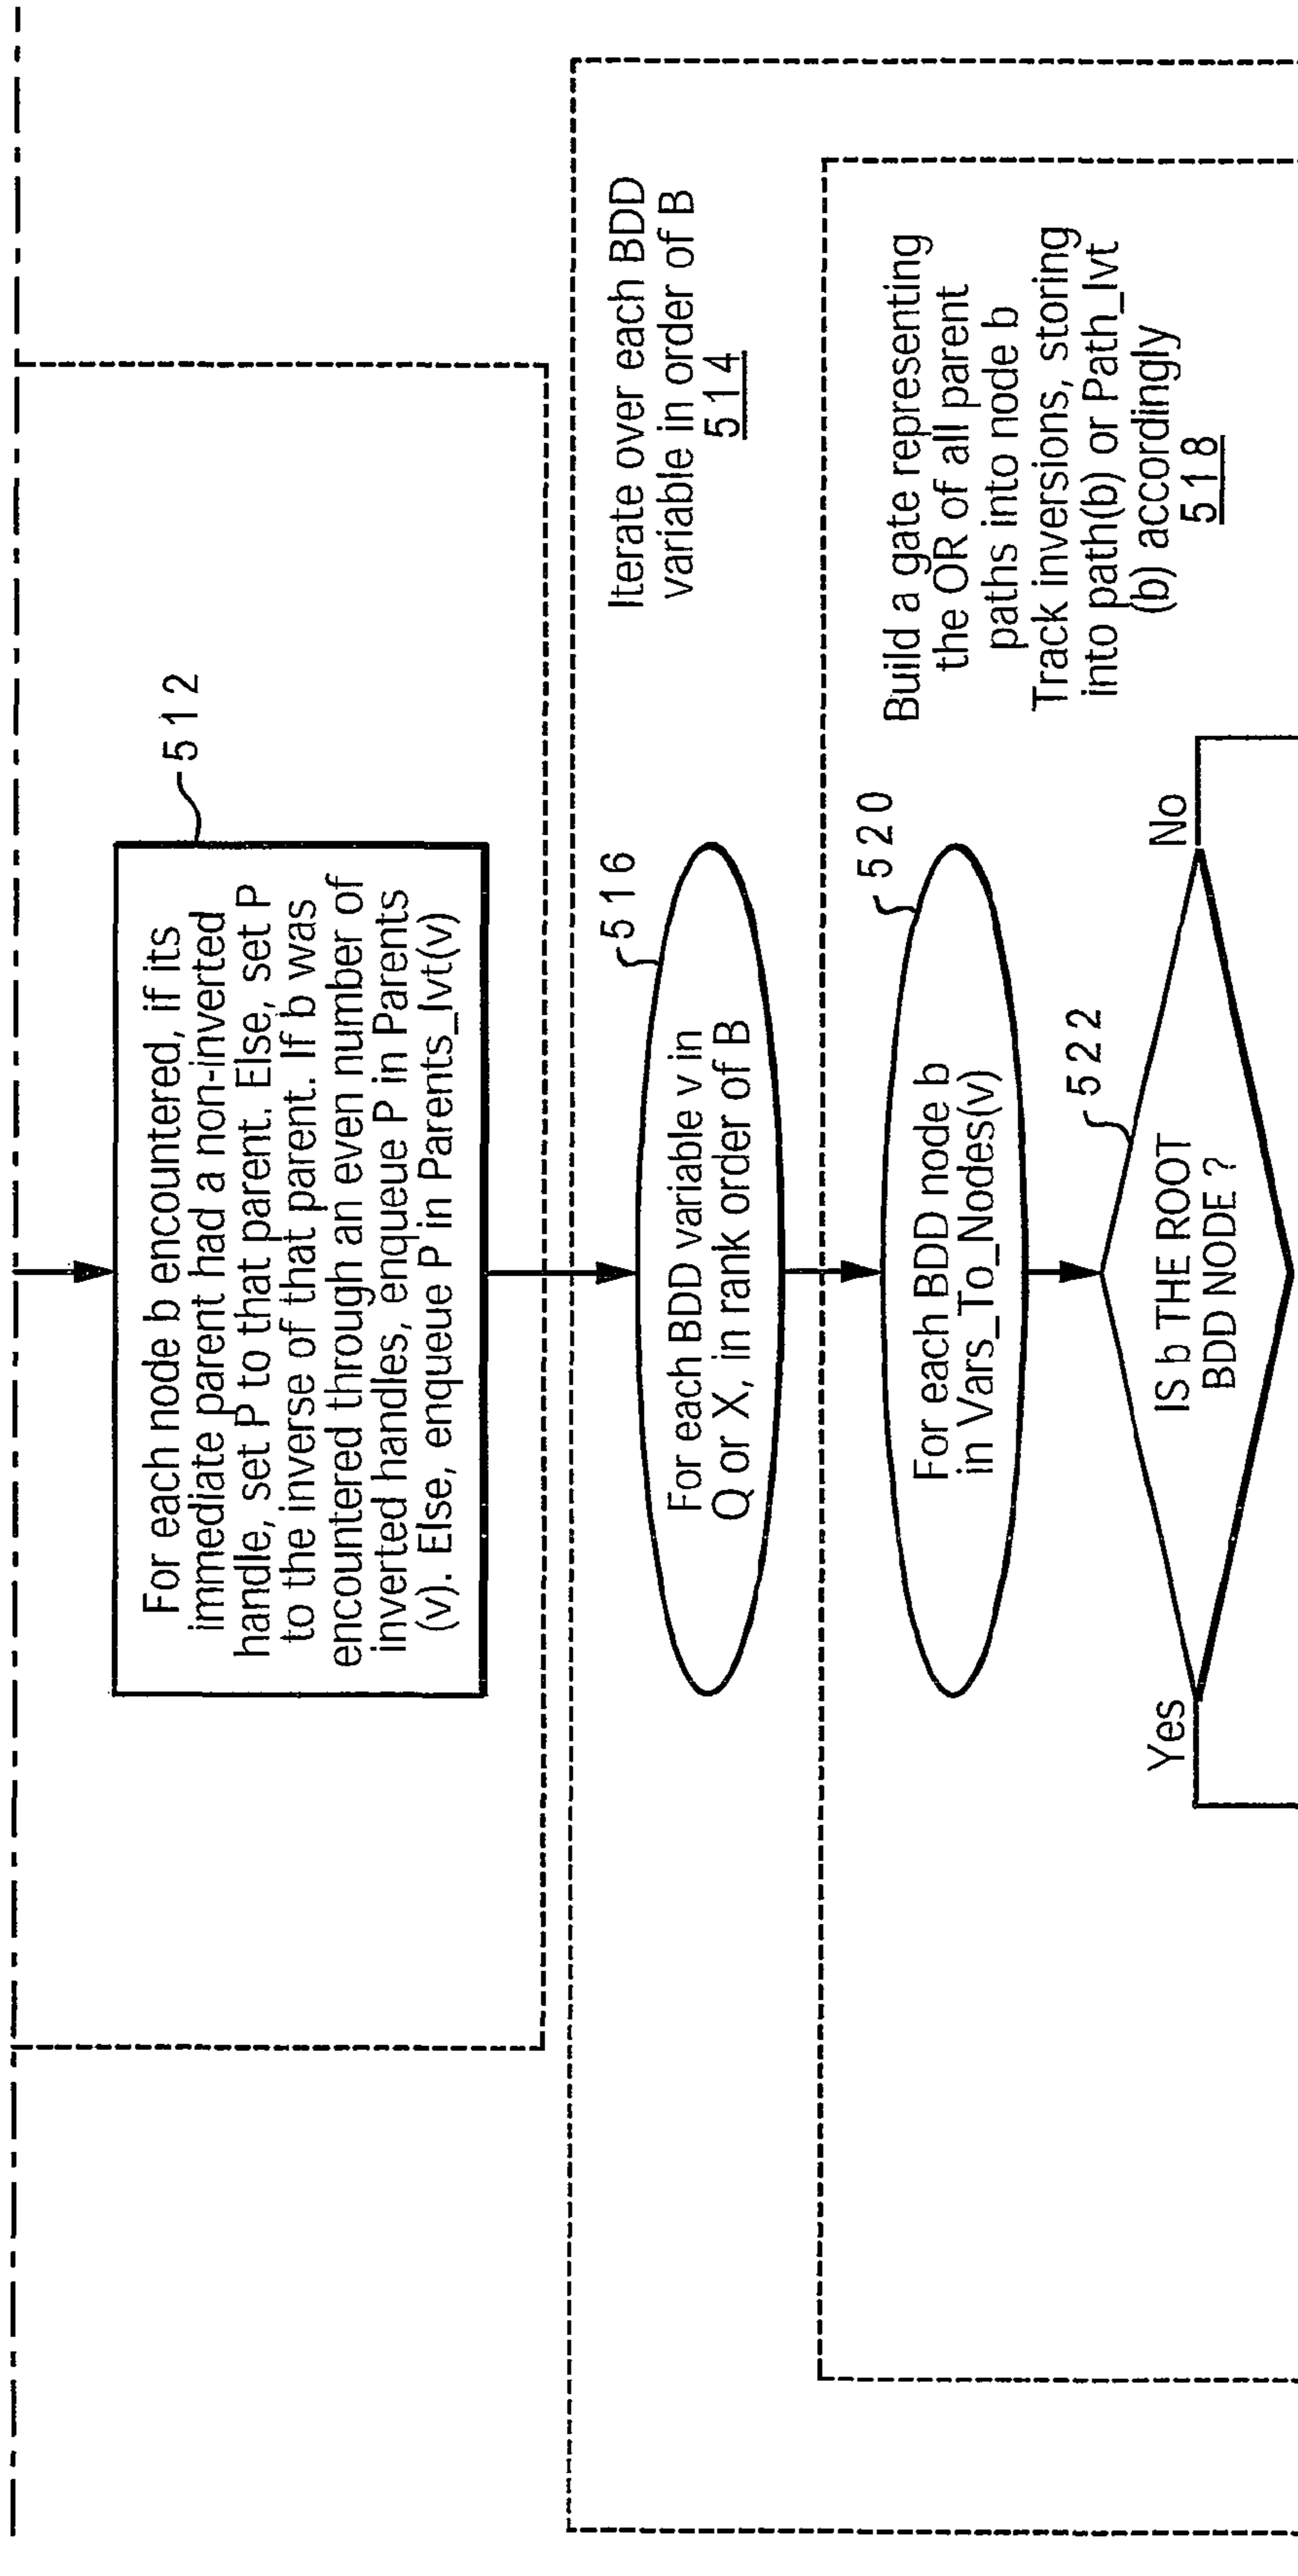 512
For each node b encountered, if its
immediate parent had a non-inverted
handle, set P to that parent. Else, set P
to the inverse of that parent. If b was
encountered through an even number of
inverted handles, enqueue P in Parents
(v). Else, enqueue P in Parents_Ivt(v)
Iterate over each BDD
variable in order of B
514
516
For each BDD variable v in
Q or X, in rank order of B
Build a gate representing
the OR of all parent
paths into node b
Track inversions, storing
into path(b) or Path_Ivt
(b) accordingly
518
520
For each BDD node b
in Vars_To_Nodes(v)
522
IS b THE ROOT
BDD NODE ?
Yes
No